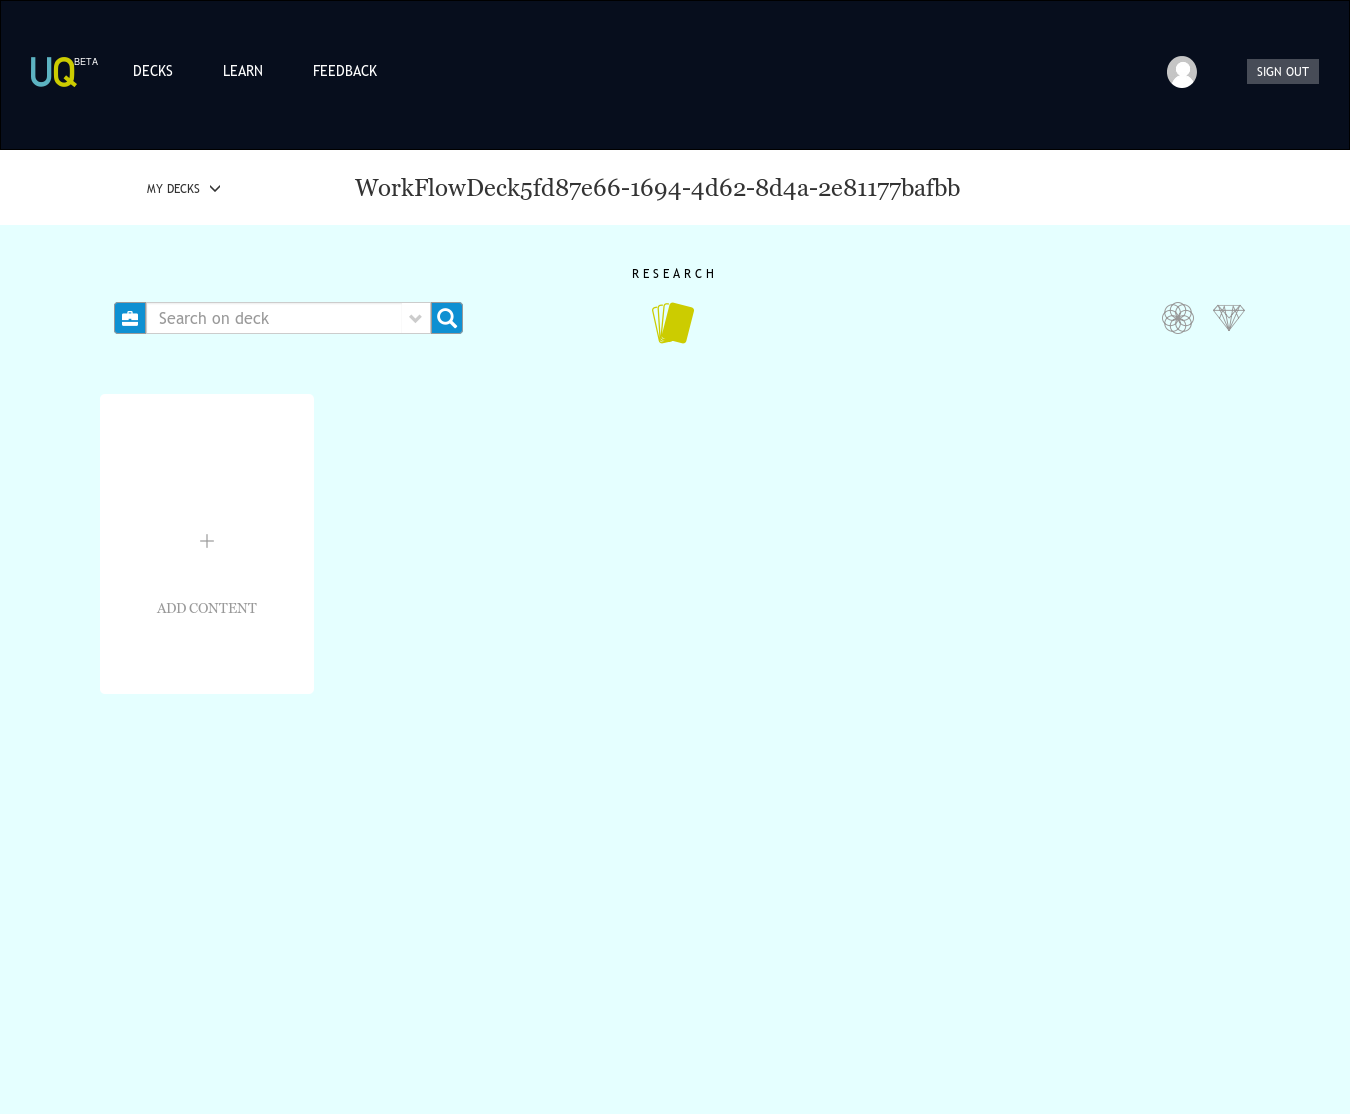 UQ BETA
DECKS
LEARN
FEEDBACK
SIGN OUT
MY DECKS
WorkFlowDeck5fd87e66-1694-4d62-8d4a-2e81177bafbb
RESEARCH
Search on deck
ADD CONTENT